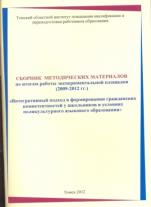 Томский областной институт повышения квалификации и
переподготовки работников образования
СБОРНИК МЕТОДИЧЕСКИХ МАТЕРИАЛОВ
по итогам работы экспериментальной площадки
(2009-2012 гг.)
«Интегративный подход к формированию гражданских
компетентностей у школьников в условиях
поликультурного языкового образования»
Томск 2012